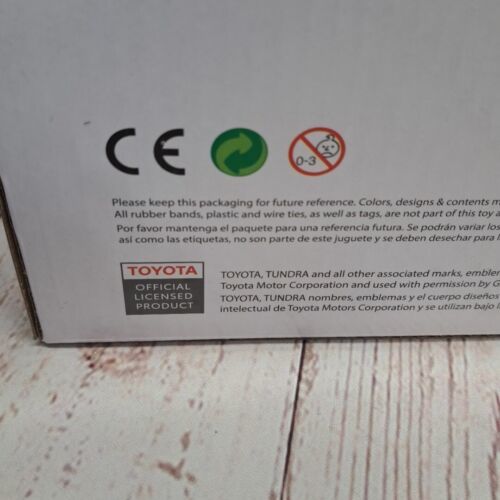 CE
0-3
Please keep this packaging for future reference. Colors, designs & contents
All rubber bands, plastic and wire ties, as well as tags, are not part of this toy
Por favor mantenga el paquete para una referencia futura. Se podrán variar los
así como las etiquetas, no son parte de este juguete y se deben desechar para
TOYOTA
OFFICIAL
LICENSED
PRODUCT
TOYOTA, TUNDRA and all other associated marks,
Toyota Motor Corporation and used with permission by
TOYOTA, TUNDRA nombres, emblemas y el cuerpo diseños
intelectual de Toyota Motors Corporation y se utilizan bajo